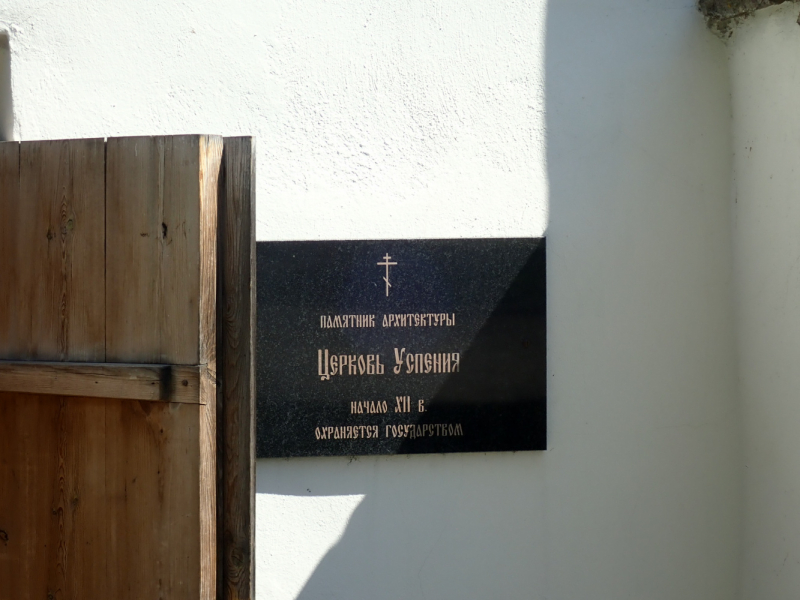 ПАМЯТНИК АРХИТЕКТУРЫ
ЦЕРКОВЬ УСПЕНИЯ
НАЧАЛО XII В.
ОХРАНЯЕТСЯ ГОСУДАРСТВОМ